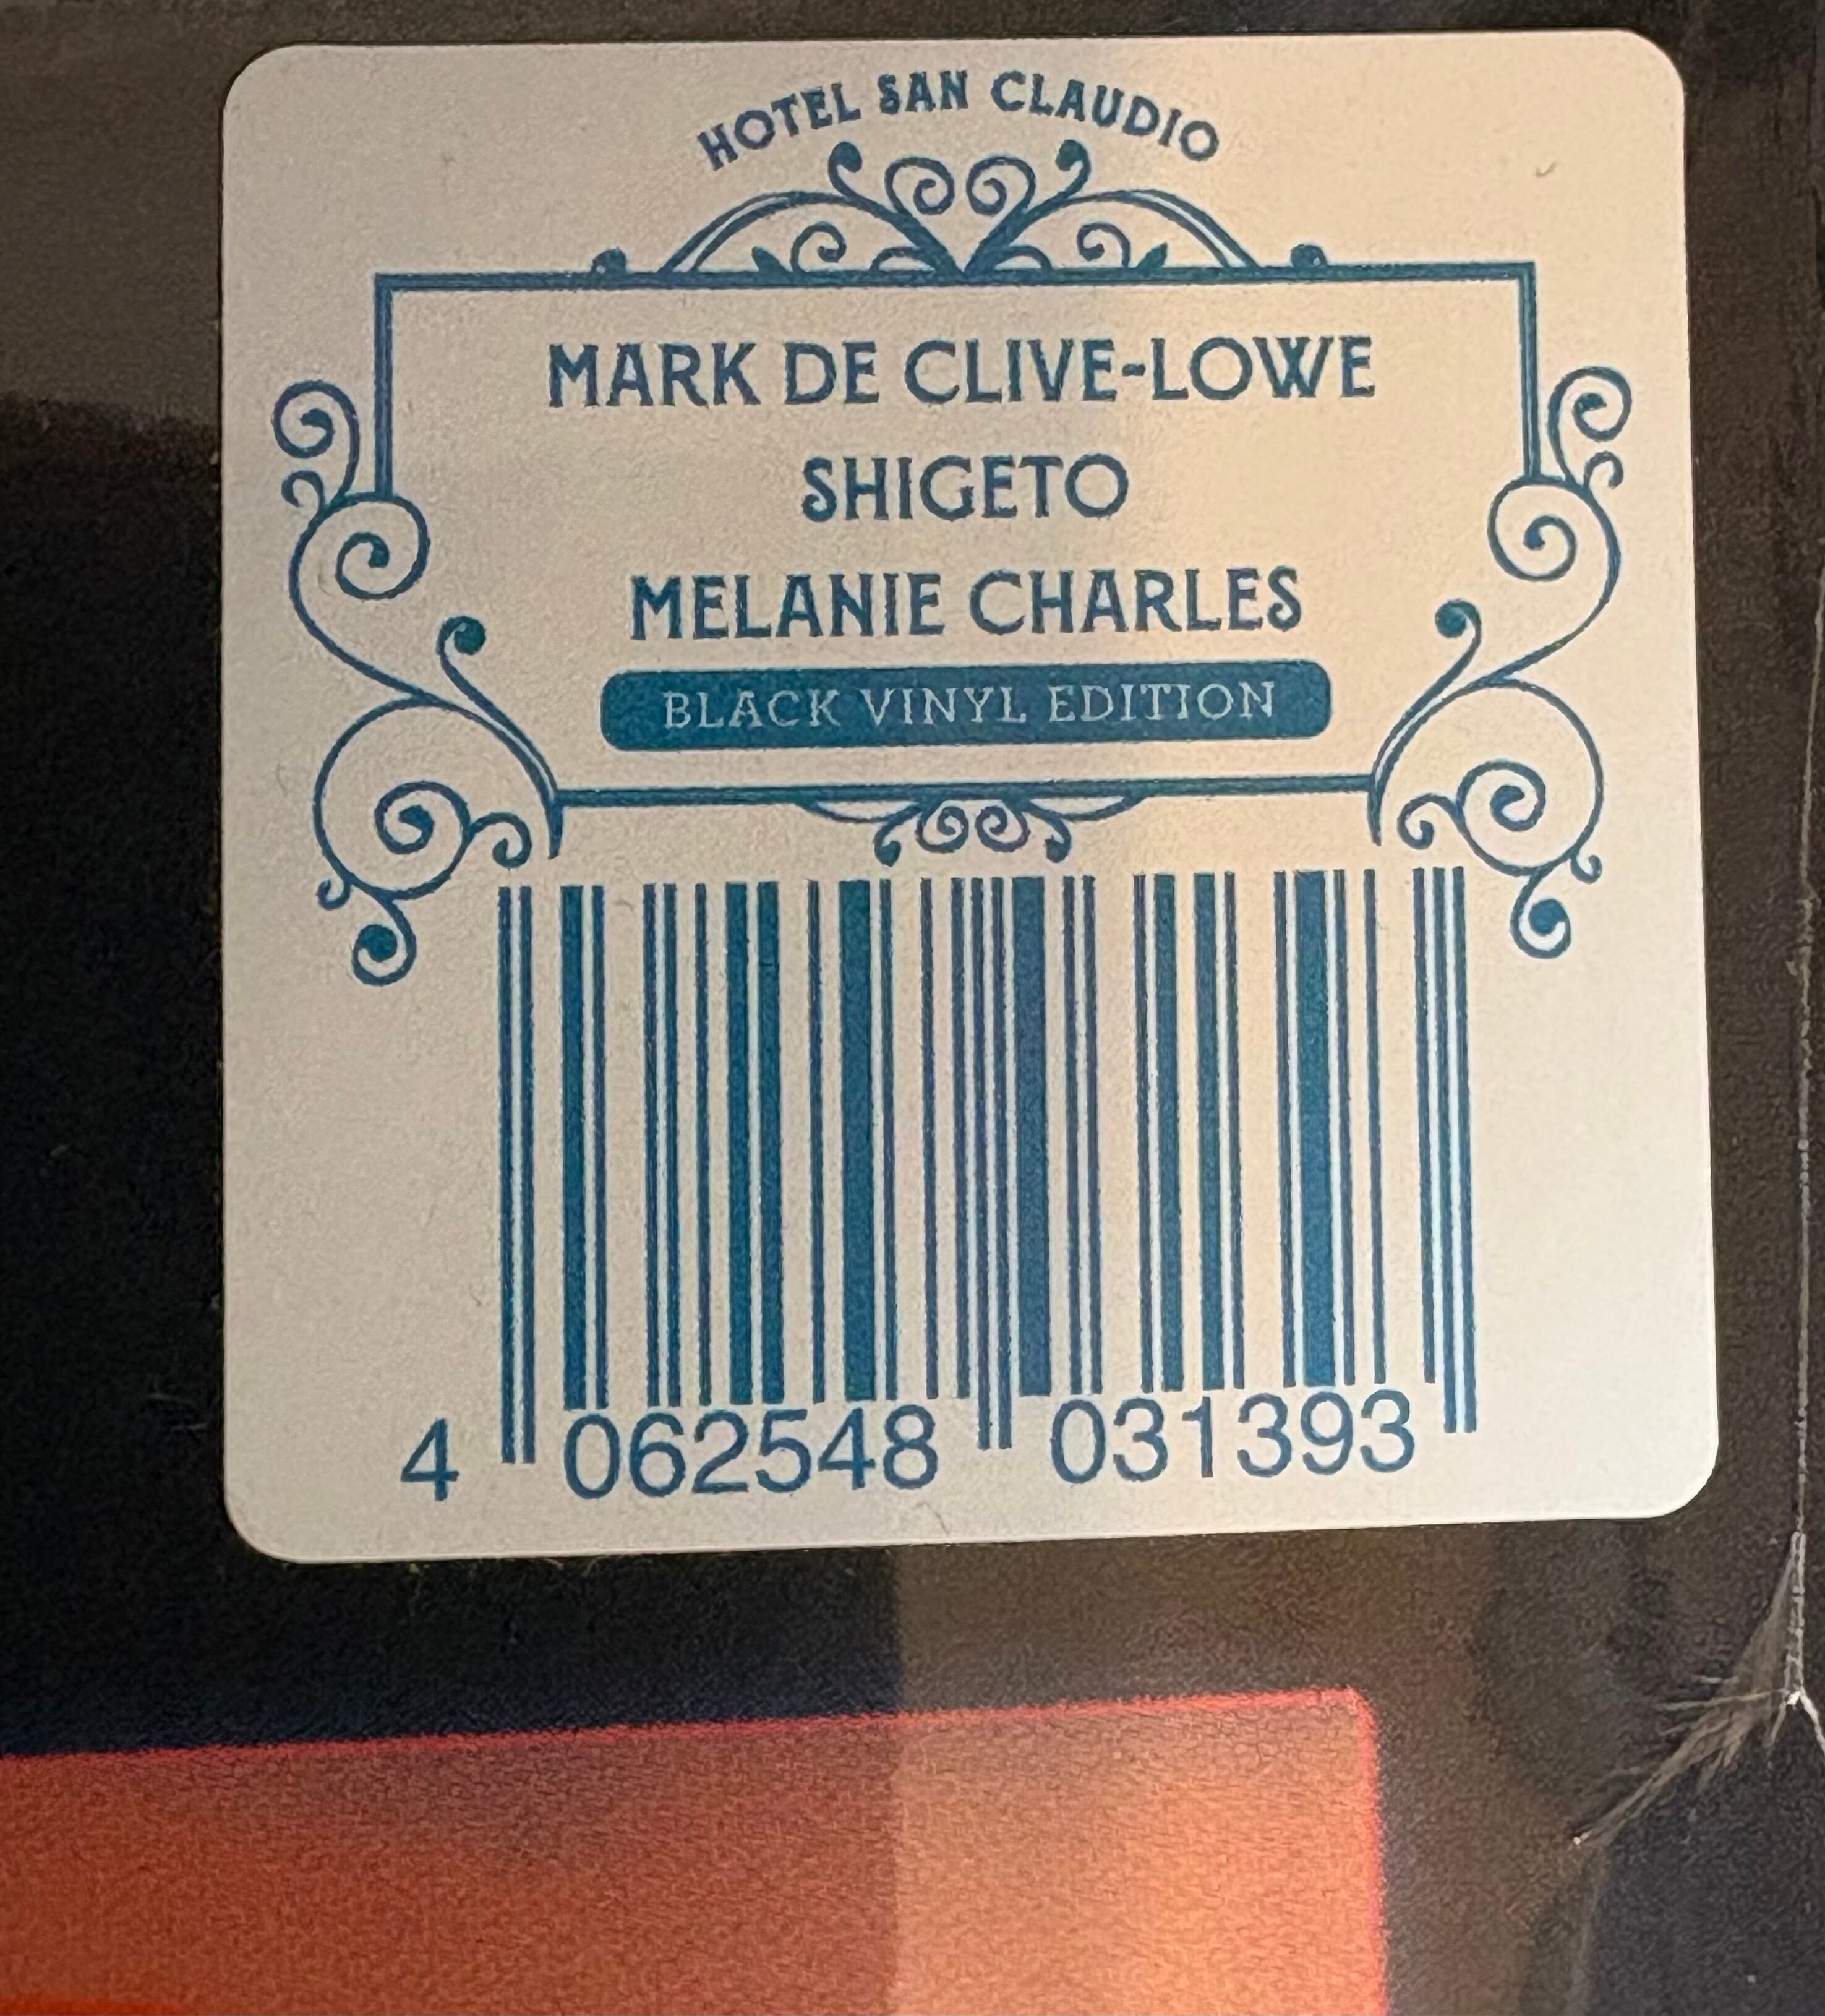 HOTEL SAN CLAUDIO
MARK DE CLIVE-LOWE
SHIGETO
MELANIE CHARLES
BLACK VINYL EDITION
4 062548 031393